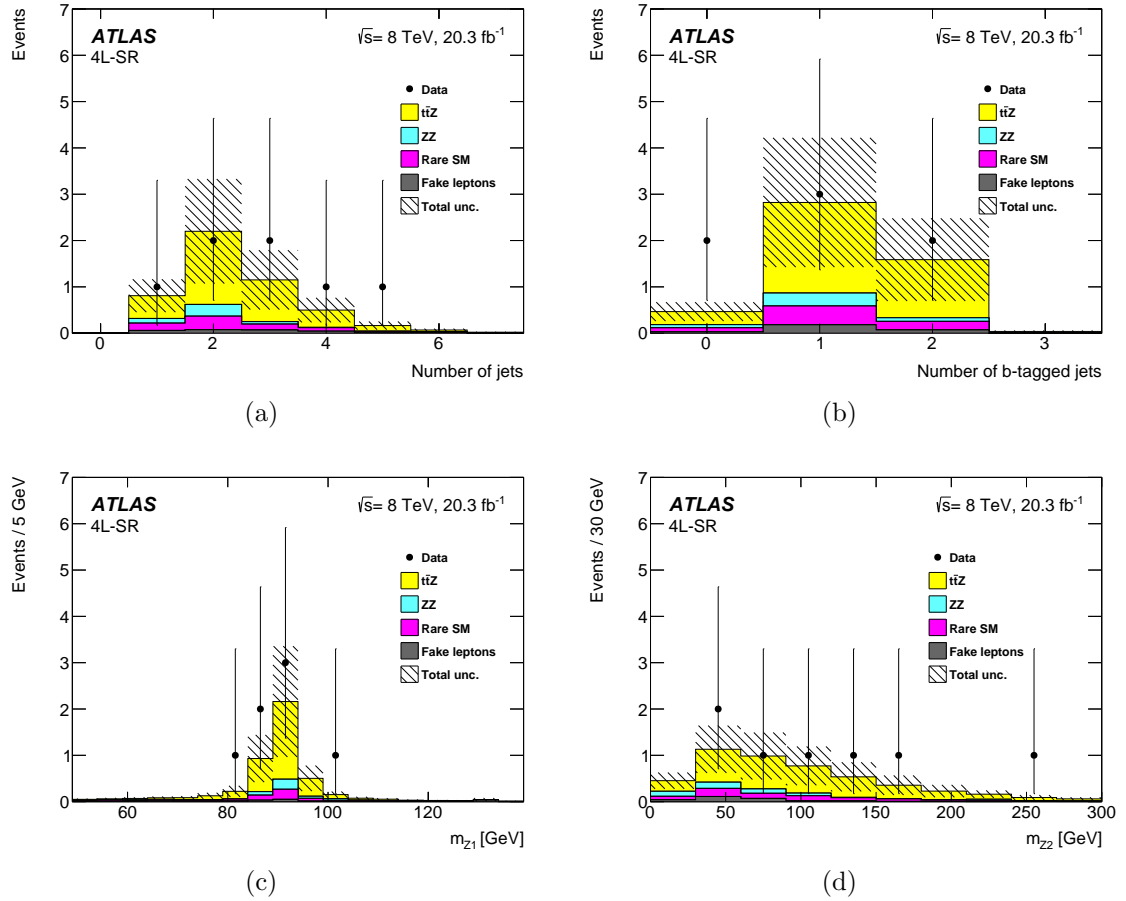 Events
7
6
5
4
3
2
1
0
ATLAS
4L-SR
√s= 8 TeV, 20.3 fb-1
Data
tt̄Z
ZZ
Rare SM
Fake leptons
Total unc.
0 2 4 6
Number of jets
(a)
Events
7
6
5
4
3
2
1
0
ATLAS
4L-SR
√s= 8 TeV, 20.3 fb-1
Data
tt̄Z
ZZ
Rare SM
Fake leptons
Total unc.
0 1 2 3
Number of b-tagged jets
(b)
Events / 5 GeV
7
6
5
4
3
2
1
0
ATLAS
4L-SR
√s= 8 TeV, 20.3 fb-1
Data
tt̄Z
ZZ
Rare SM
Fake leptons
Total unc.
60 80 100 120
mZ1 [GeV]
(c)
Events / 30 GeV
7
6
5
4
3
2
1
0
ATLAS
4L-SR
√s= 8 TeV, 20.3 fb-1
Data
tt̄Z
ZZ
Rare SM
Fake leptons
Total unc.
0 50 100 150 200 250 300
mZ2 [GeV]
(d)